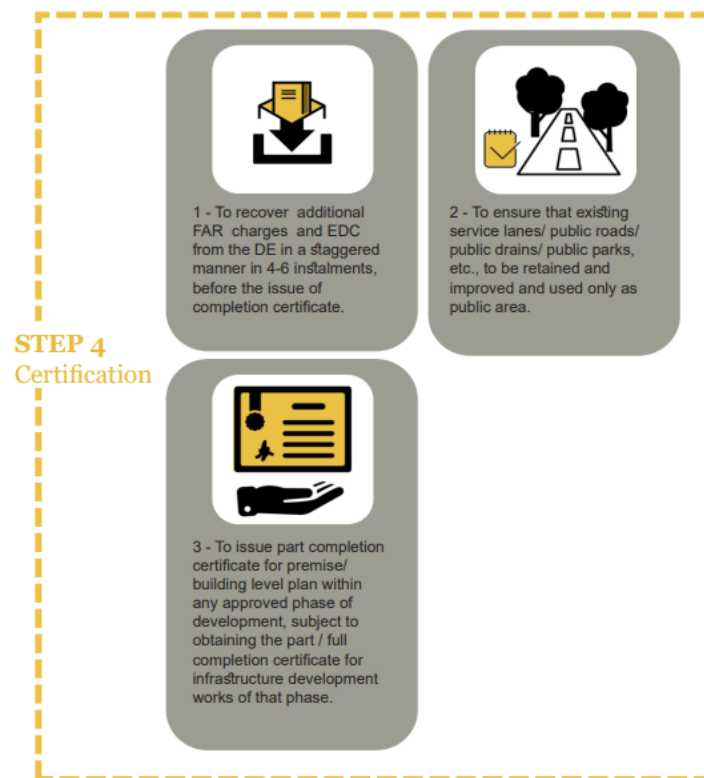 STEP 4
Certification
1 - To recover additional
FAR charges and EDC
from the DE in a staggered
manner in 4-6 instalments,
before the issue of
completion certificate.
2 - To ensure that existing
service lanes/ public roads/
public drains/ public parks,
etc., to be retained and
improved and used only as
public area.
3 - To issue part completion
certificate for premise/
building level plan within
any approved phase of
development, subject to
obtaining the part / full
completion certificate for
infrastructure development
works of that phase.